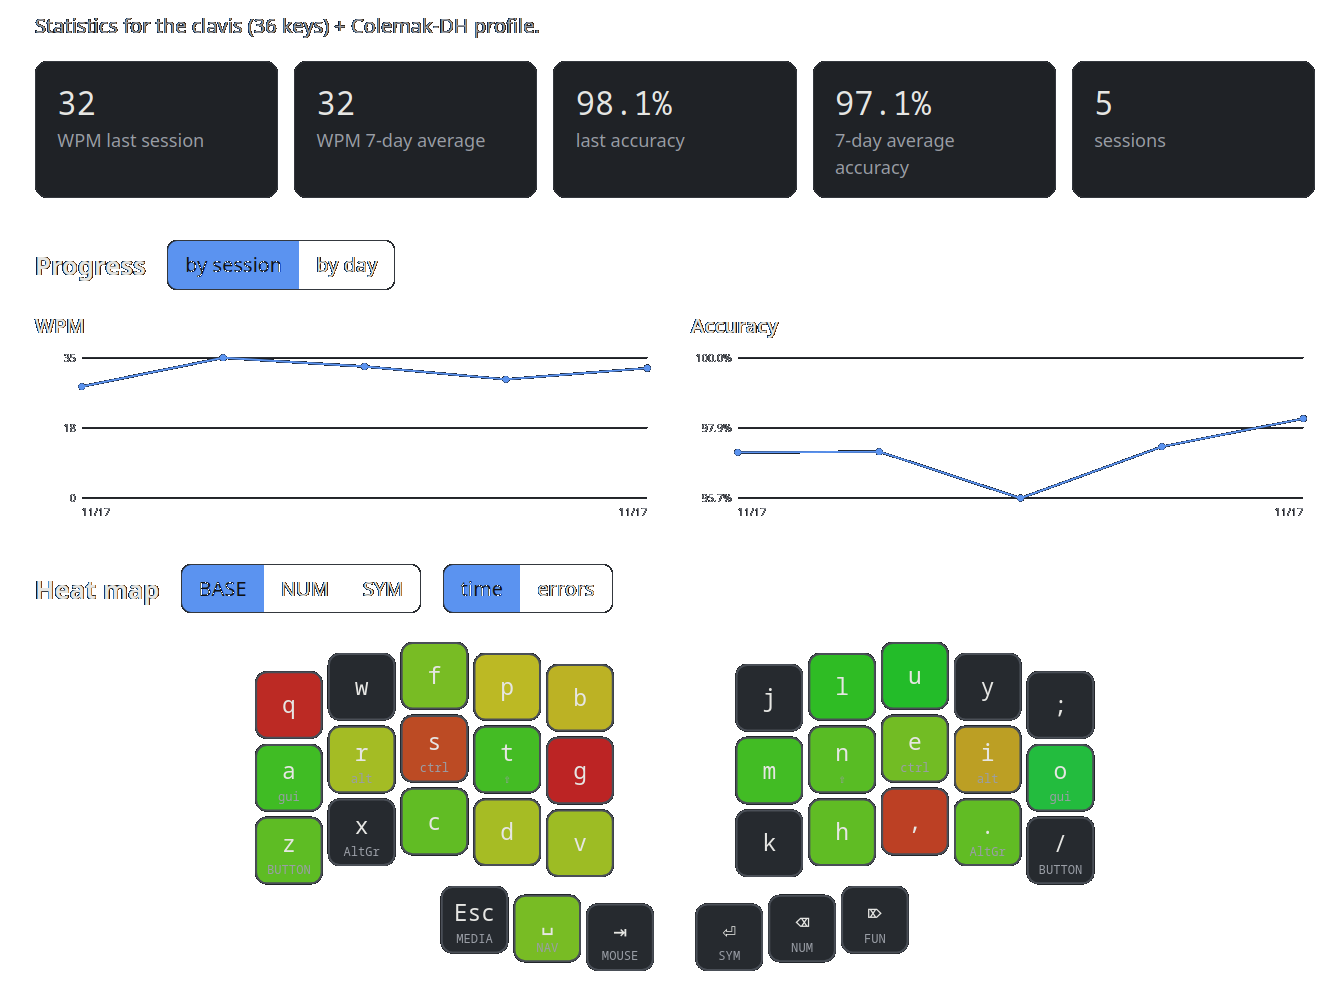 Statistics for the clavis (36 keys) + Colemak-DH profile.
32
WPM last session
32
WPM 7-day average
98.1%
last accuracy
97.1%
7-day average
accuracy
5
sessions
Progress
by session
by day
WPM
35
18
0
11/17
11/17
Accuracy
100.0%
97.9%
95.7%
11/17
11/17
Heat map
BASE
NUM
SYM
time
errors
q
w
f
p
b
j
l
u
y
;
a
gui
r
alt
s
ctrl
t
⇧
g
m
n
⇧
e
ctrl
i
alt
o
gui
z
BUTTON
x
AltGr
c
d
v
k
h
,
.
AltGr
/
BUTTON
Esc
MEDIA
␣
NAV
⇥
MOUSE
⏎
SYM
⌫
NUM
⌦
FUN